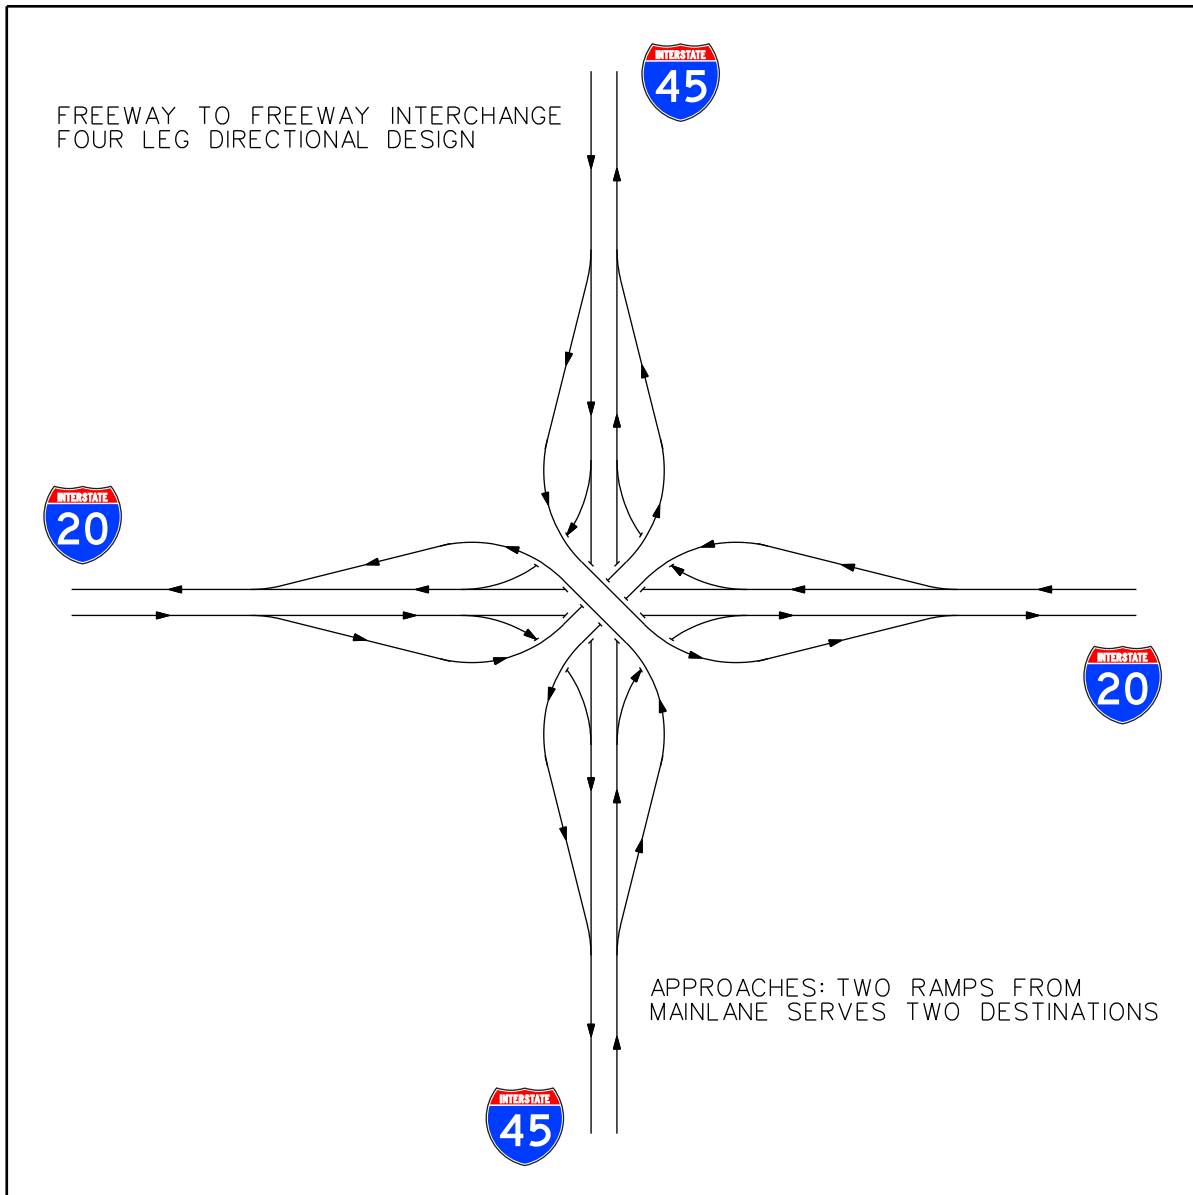 INTERSTATE
45
FREEWAY TO FREEWAY INTERCHANGE
FOUR LEG DIRECTIONAL DESIGN
INTERSTATE
20
INTERSTATE
20
APPROACHES: TWO RAMPS FROM
MAINLANE SERVES TWO DESTINATIONS
INTERSTATE
45